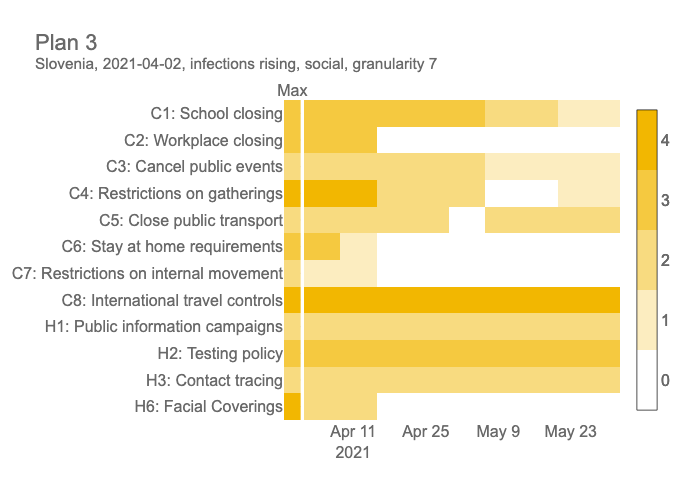 Plan 3
Slovenia, 2021-04-02, infections rising, social, granularity 7
Max
C1: School closing
C2: Workplace closing
C3: Cancel public events
C4: Restrictions on gatherings
C5: Close public transport
C6: Stay at home requirements
C7: Restrictions on internal movement
C8: International travel controls
H1: Public information campaigns
H2: Testing policy
H3: Contact tracing
H6: Facial Coverings
Apr 11
2021
Apr 25
May 9
May 23
4
3
2
1
0